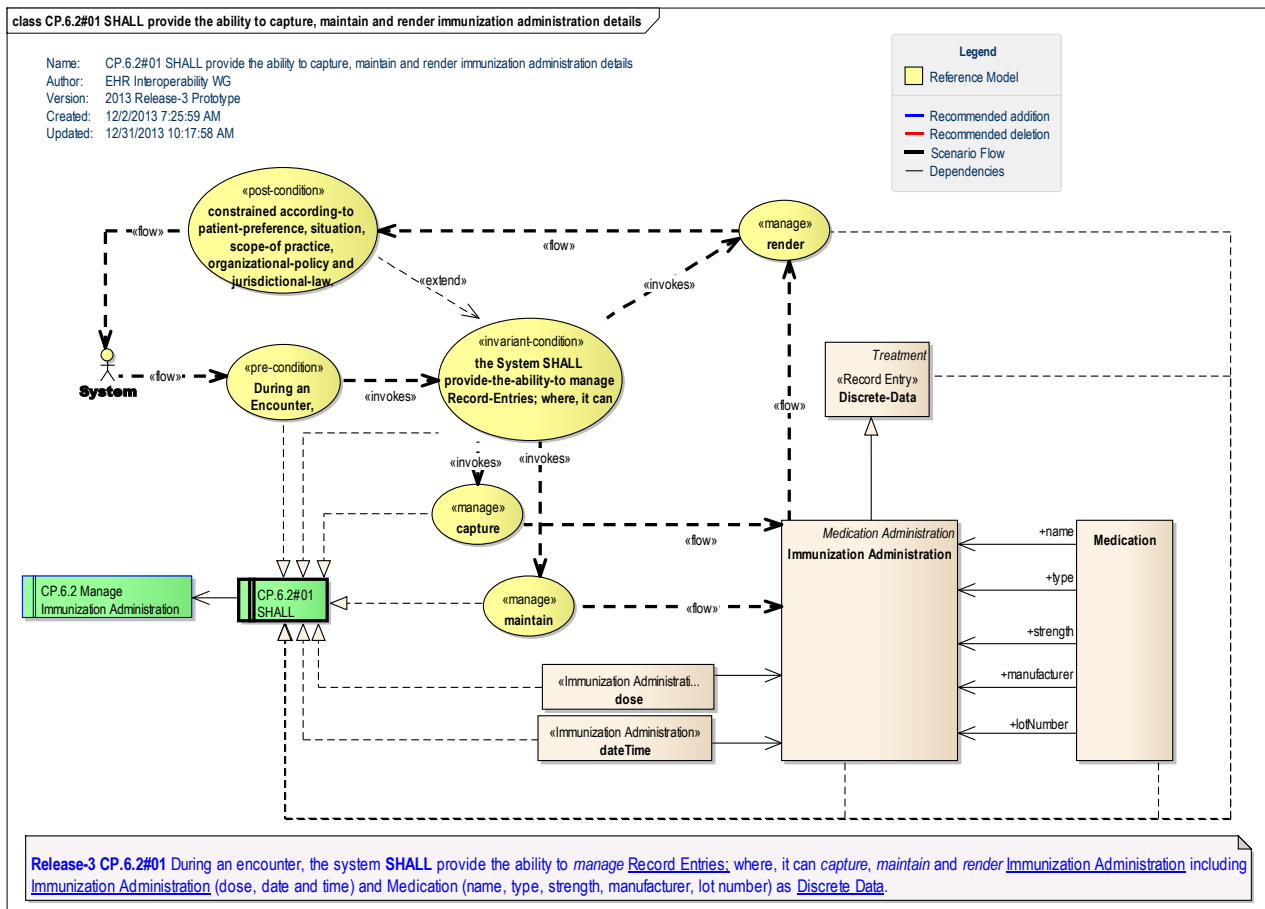 class CP.6.2#01 SHALL provide the ability to capture, maintain and render immunization administration details
Name: CP.6.2#01 SHALL provide the ability to capture, maintain and render immunization administration details
Author: EHR Interoperability WG
Version: 2013 Release-3 Prototype
Created: 12/2/2013 7:25:59 AM
Updated: 12/31/2013 10:17:58 AM
Legend
Reference Model
Recommended addition
Recommended deletion
Scenario Flow
Dependencies
«post-condition»
constrained according-to
patient-preference, situation,
scope-of practice,
organizational-policy and
jurisdictional-law.
«flow»
«flow»
«manage»
render
«extend»
«invokes»
«invariant-condition»
the System SHALL
provide-the-ability-to manage
Record-Entries; where, it can
System
«flow»
«pre-condition»
During an
Encounter,
«invokes»
Treatment
«Record Entry»
Discrete-Data
«flow»
«invokes»
«invokes»
«manage»
capture
«flow»
Medication Administration
Immunization Administration
+name
+type
+strength
+manufacturer
+lotNumber
Medication
CP.6.2 Manage
Immunization Administration
CP.6.2#01
SHALL
«manage»
maintain
«flow»
«Immunization Administrati...
dose
«Immunization Administration»
dateTime
Release-3 CP.6.2#01 During an encounter, the system SHALL provide the ability to manage Record Entries; where, it can capture, maintain and render Immunization Administration including
Immunization Administration (dose, date and time) and Medication (name, type, strength, manufacturer, lot number) as Discrete Data.